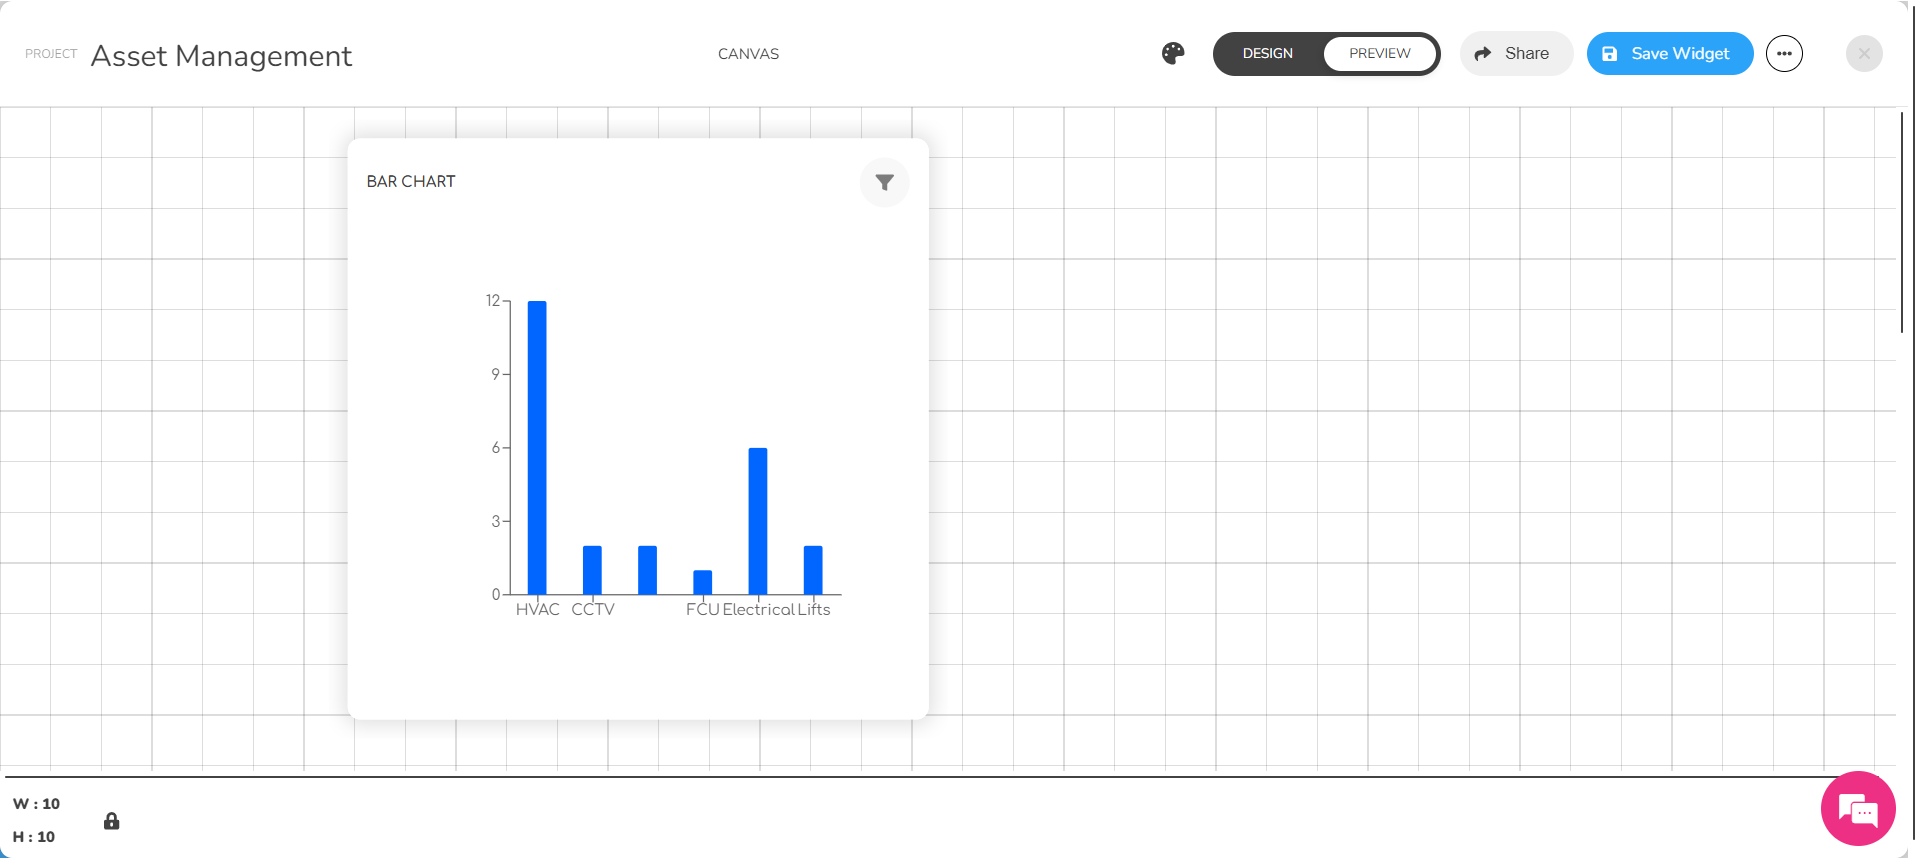 PROJECT Asset Management
CANVAS
DESIGN
PREVIEW
Share
Save Widget
BAR CHART
12
9
6
3
0
HVAC CCTV FCU Electrical Lifts
W : 10
H : 10